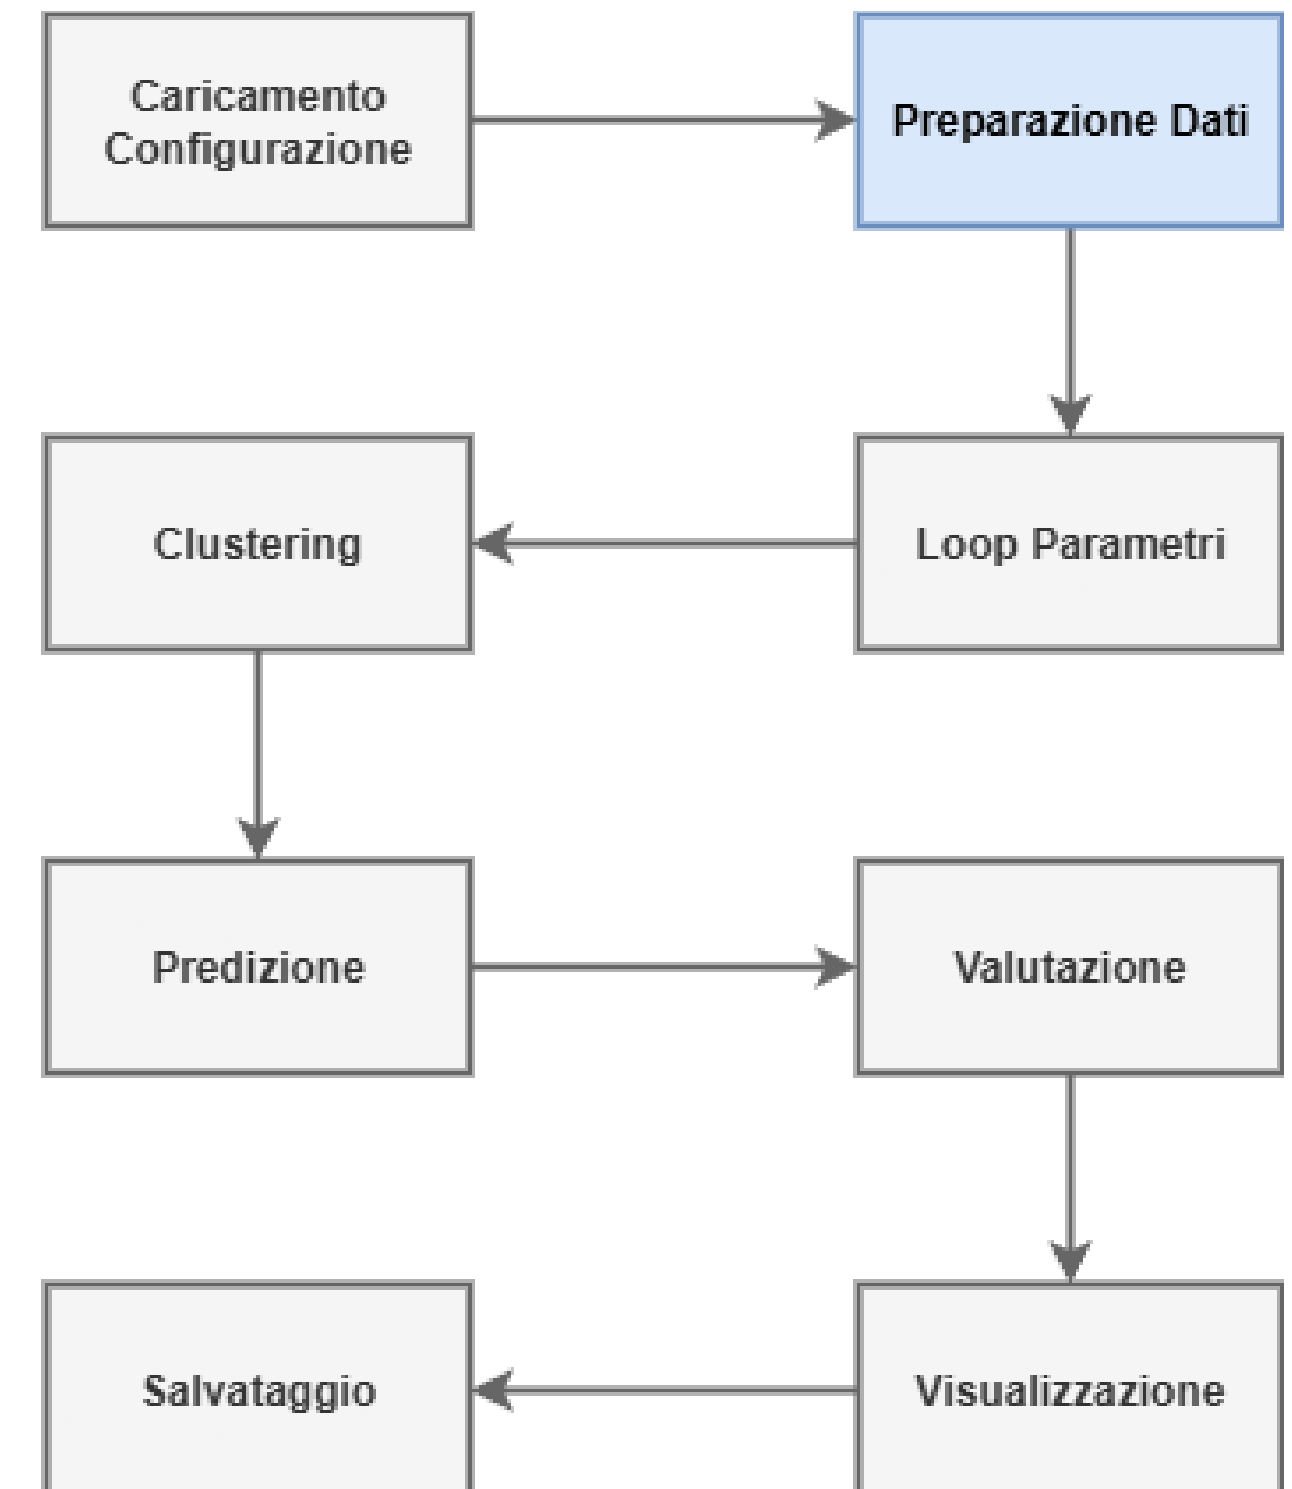 Caricamento
Configurazione
Preparazione Dati
Loop Parametri
Clustering
Predizione
Valutazione
Visualizzazione
Salvataggio